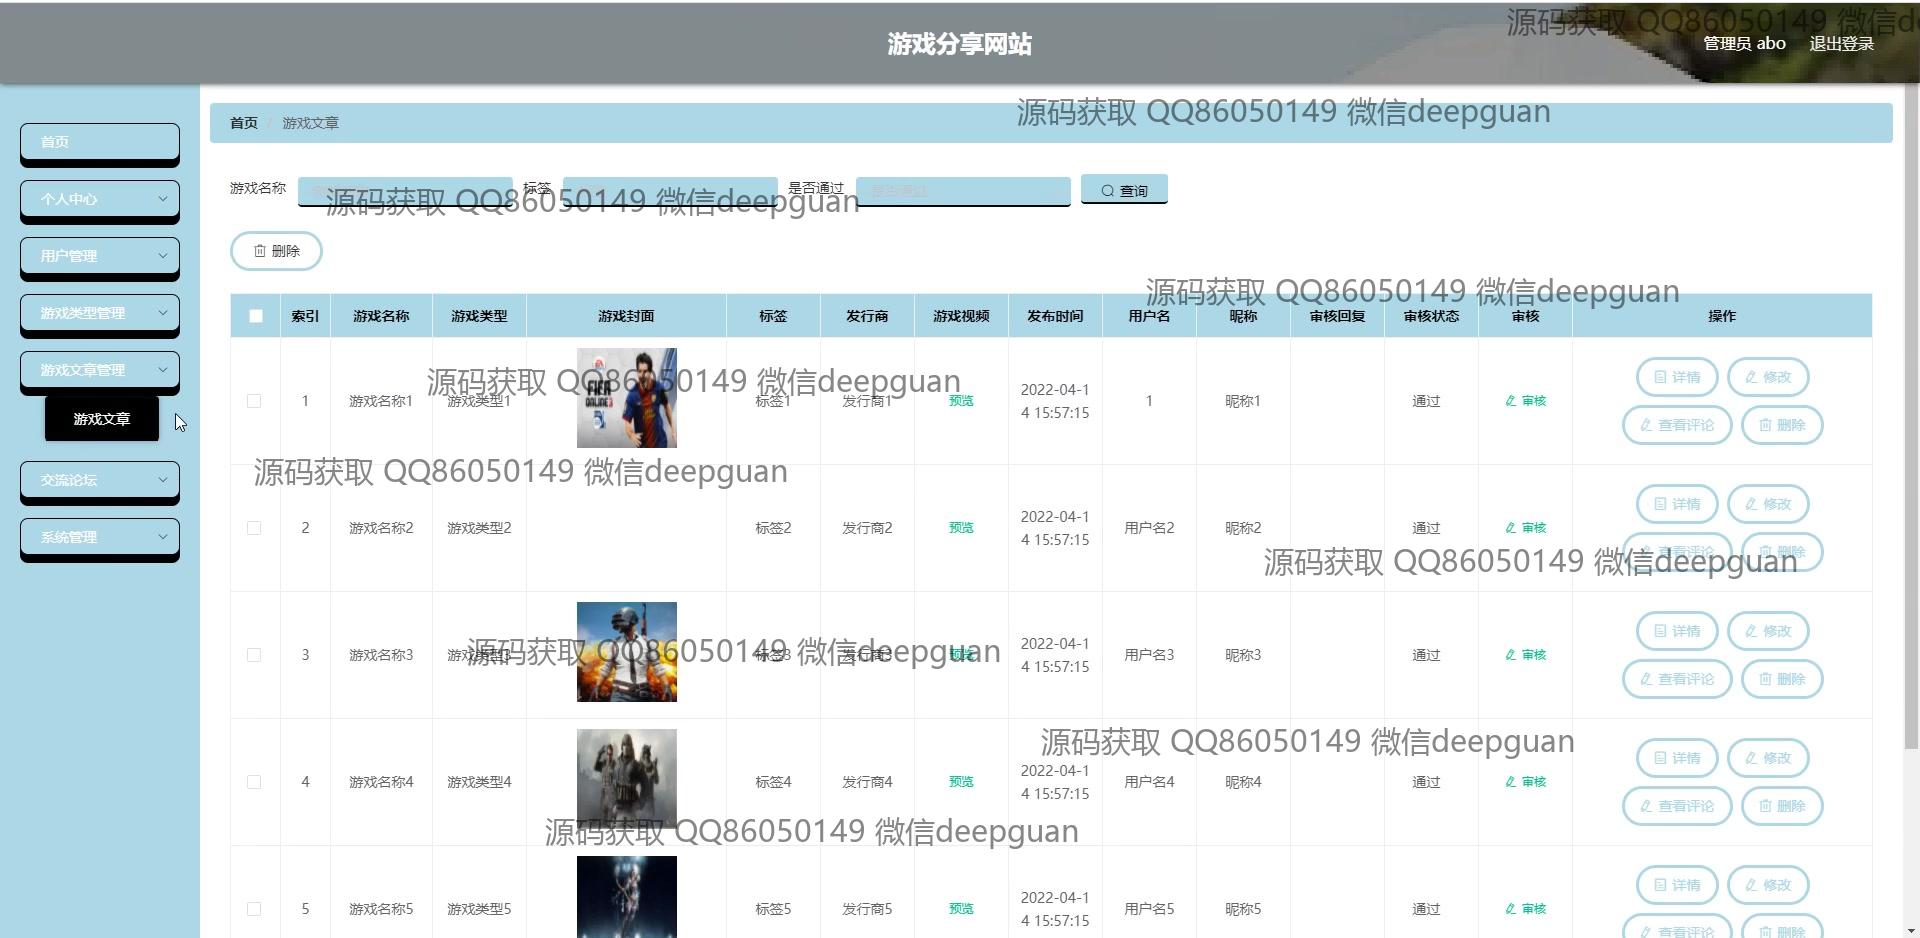 游戏分享网站
管理员 abo 退出登录
源码获取 QQ86050149 微信d
首页
个人中心
用户管理
游戏类型管理
游戏文章管理
游戏文章
交流论坛
系统管理
首页 / 游戏文章
源码获取 QQ86050149 微信deepguan
游戏名称 标签 是否通过 是否通过 查询
源码获取 QQ86050149 微信deepguan
删除
源码获取 QQ86050149 微信deepguan
索引 游戏名称 游戏类型 游戏封面 标签 发行商 游戏视频 发布时间 用户名 昵称 审核回复 审核状态 审核 操作
FIFA
ONLINE3
源码获取 QQ86050149 微信deepguan
1 游戏名称1 游戏类型1 标签1 发行商1 预览 2022-04-1 1 昵称1 通过 审核 详情 修改
4 15:57:15 查看评论 删除
源码获取 QQ86050149 微信deepguan
2 游戏名称2 游戏类型2 标签2 发行商2 预览 2022-04-1 用户名2 昵称2 通过 审核 详情 修改
4 15:57:15 查看评论 删除
源码获取 QQ86050149 微信deepguan
3 游戏名称3 游戏类型3 标签3 发行商3 预览 2022-04-1 用户名3 昵称3 通过 审核 详情 修改
4 15:57:15 查看评论 删除
源码获取 QQ86050149 微信deepguan
源码获取 QQ86050149 微信deepguan
4 游戏名称4 游戏类型4 标签4 发行商4 预览 2022-04-1 用户名4 昵称4 通过 审核 详情 修改
4 15:57:15 查看评论 删除
源码获取 QQ86050149 微信deepguan
5 游戏名称5 游戏类型5 标签5 发行商5 预览 2022-04-1 用户名5 昵称5 通过 审核 详情 修改
4 15:57:15 查看评论 删除